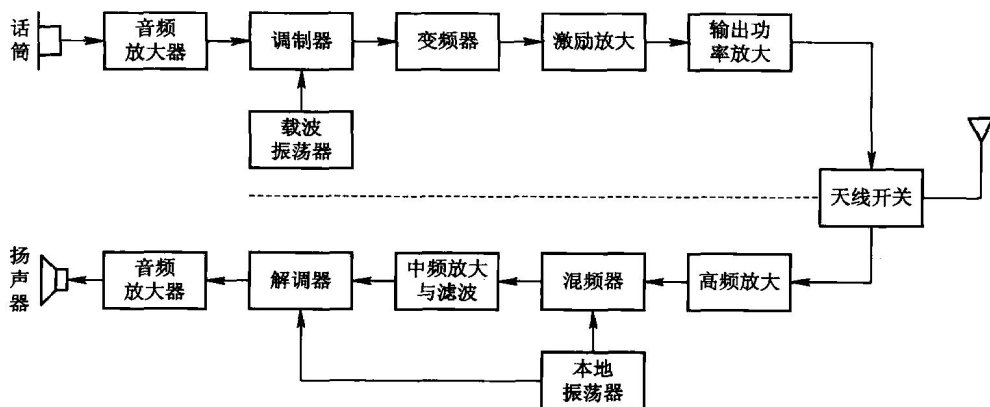 话筒
音频
放大器
调制器
变频器
激励放大
输出功
率放大
载波
振荡器
天线开关
扬声器
音频
放大器
解调器
中频放大
与滤波
混频器
高频放大
本地
振荡器